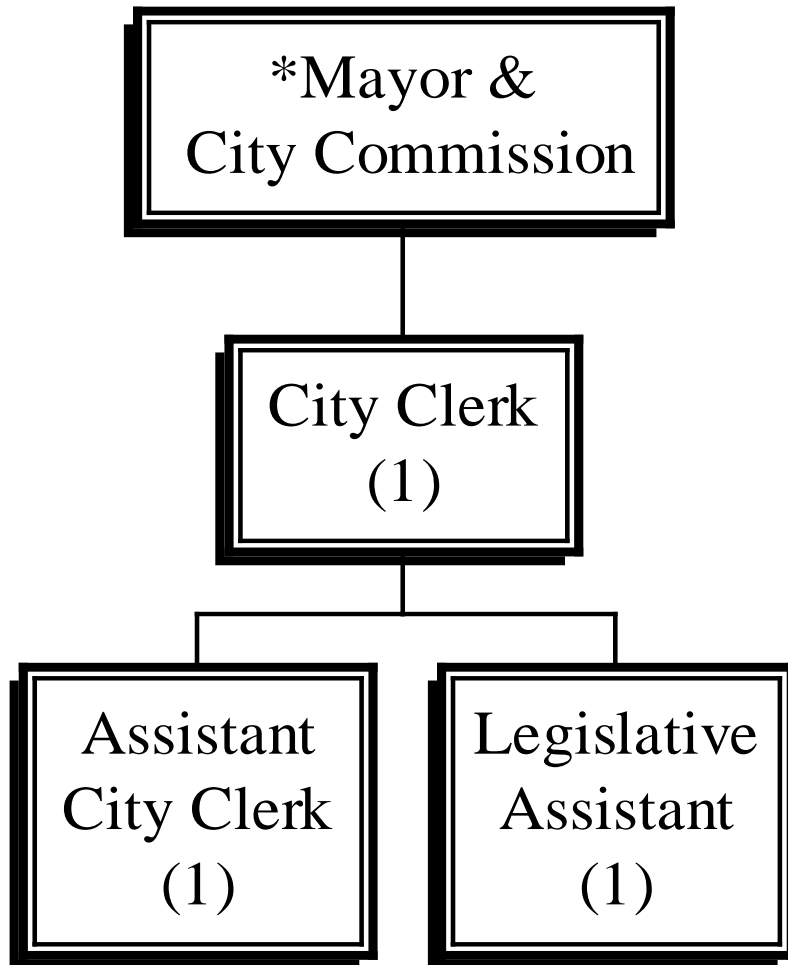 *Mayor &
City Commission
City Clerk
(1)
Assistant
City Clerk
(1)
Legislative
Assistant
(1)